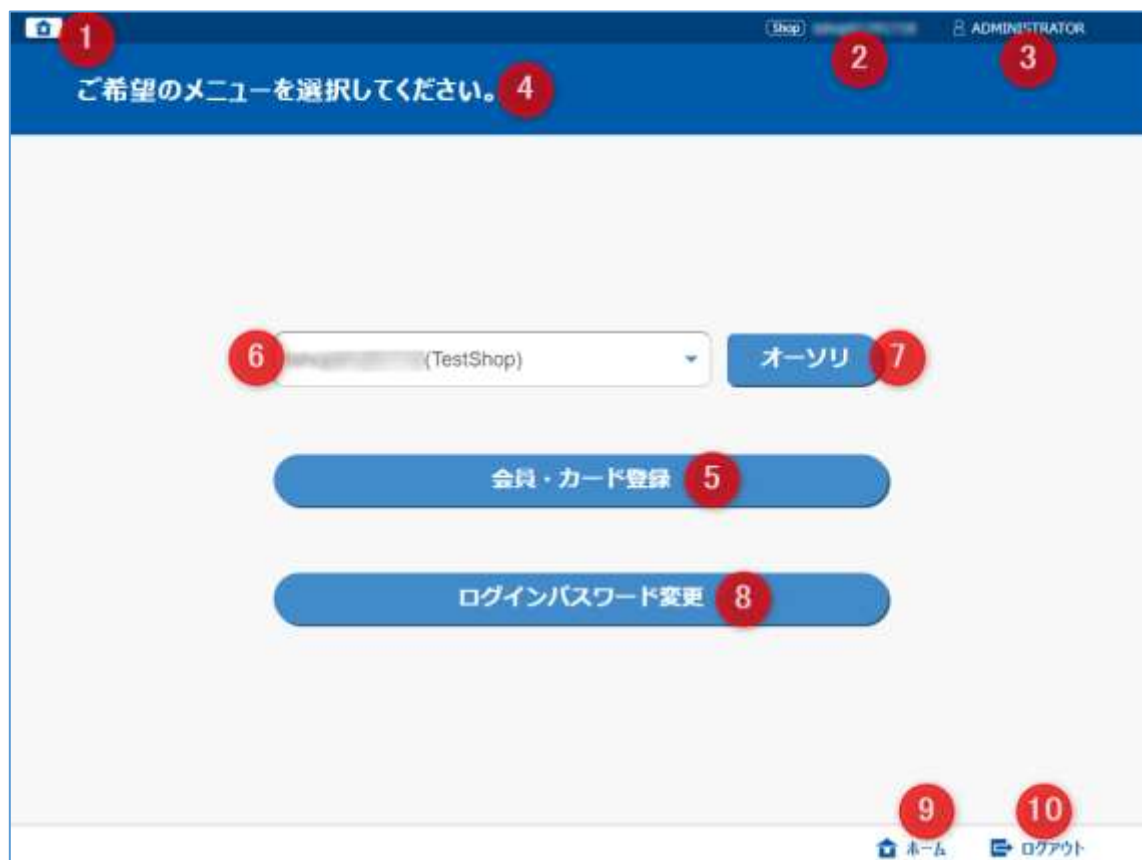 1
Shop
2
ADMINISTRATOR
3
ご希望のメニューを選択してください。 4
6 (TestShop)
オーソリ 7
会員・カード登録 5
ログインパスワード変更 8
9
10
ホーム
ログアウト